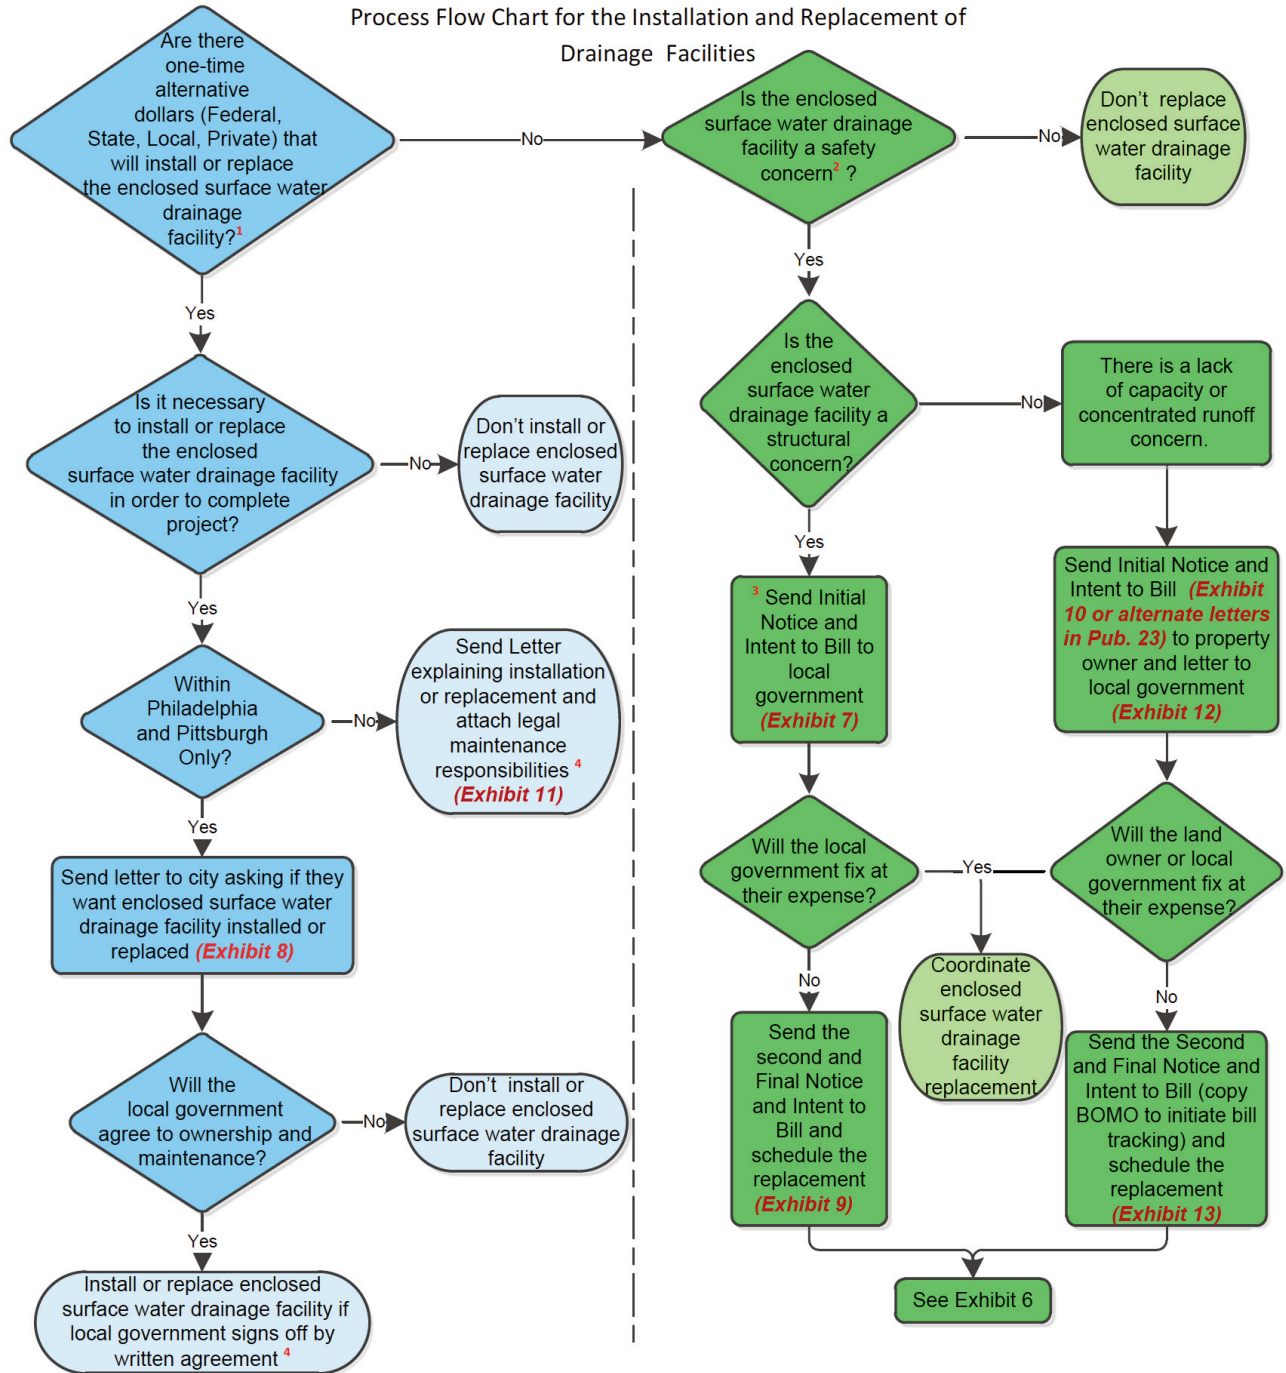 Process Flow Chart for the Installation and Replacement of
Drainage Facilities
Are there
one-time
alternative
dollars (Federal,
State, Local, Private) that
will install or replace
the enclosed surface water
drainage
facility?1
No
Yes
Is it necessary
to install or replace
the enclosed
surface water drainage facility
in order to complete
project?
No
Don't install or
replace enclosed
surface water
drainage facility
Yes
Within
Philadelphia
and Pittsburgh
Only?
No
Send Letter
explaining installation
or replacement and
attach legal
maintenance
responsibilities 4
(Exhibit 11)
Yes
Send letter to city asking if they
want enclosed surface water
drainage facility installed or
replaced (Exhibit 8)
Will the
local government
agree to ownership and
maintenance?
No
Don't install or
replace enclosed
surface water drainage
facility
Yes
Install or replace enclosed
surface water drainage facility if
local government signs off by
written agreement 4
Is the enclosed
surface water drainage
facility a safety
concern2 ?
No
Don't replace
enclosed surface
water drainage
facility
Yes
Is the
enclosed
surface water
drainage facility a
structural
concern?
No
There is a lack
of capacity or
concentrated runoff
concern.
Yes
3 Send Initial
Notice and
Intent to Bill to
local
government
(Exhibit 7)
Send Initial Notice and
Intent to Bill (Exhibit
10 or alternate letters
in Pub. 23) to property
owner and letter to
local government
(Exhibit 12)
Will the local
government fix at
their expense?
Yes
Will the land
owner or local
government fix at
their expense?
Coordinate
enclosed
surface water
drainage
facility
replacement
No
Send the
second and
Final Notice
and Intent to
Bill and
schedule the
replacement
(Exhibit 9)
No
Send the Second
and Final Notice and
Intent to Bill (copy
BOMO to initiate bill
tracking) and
schedule the
replacement
(Exhibit 13)
See Exhibit 6